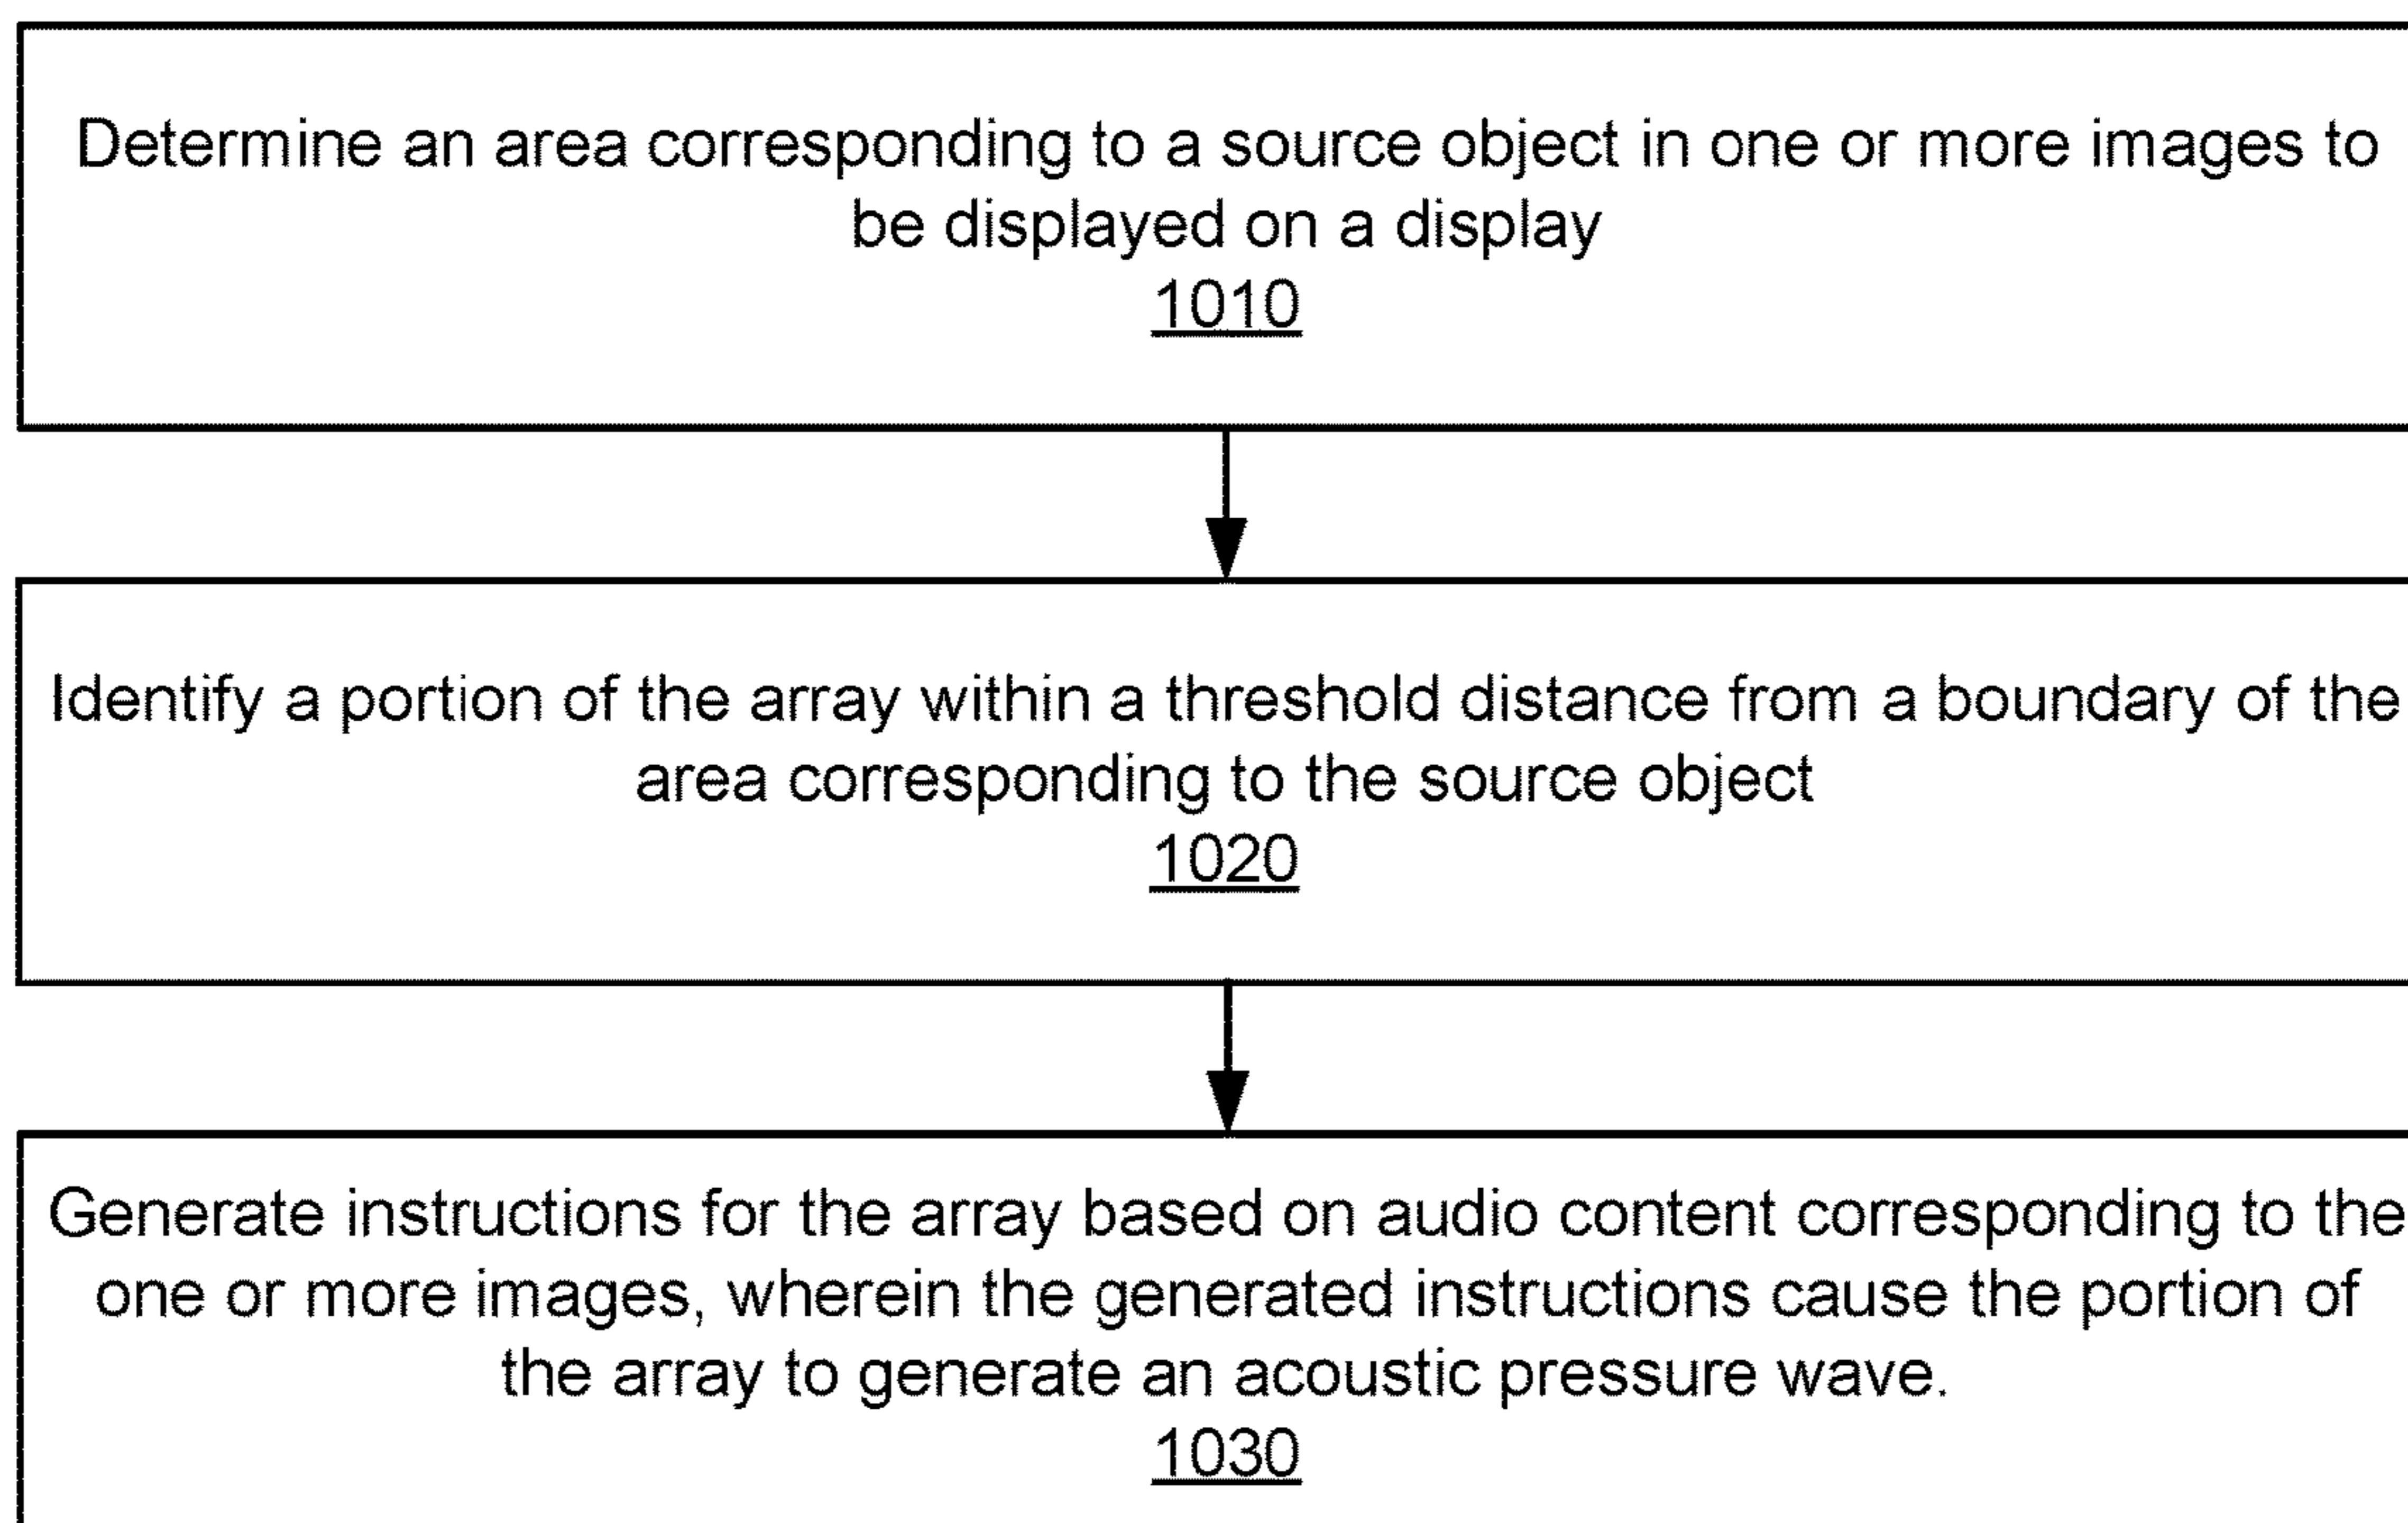 Determine an area corresponding to a source object in one or more images to
be displayed on a display
1010
Identify a portion of the array within a threshold distance from a boundary of the
area corresponding to the source object
1020
Generate instructions for the array based on audio content corresponding to the
one or more images, wherein the generated instructions cause the portion of
the array to generate an acoustic pressure wave.
1030